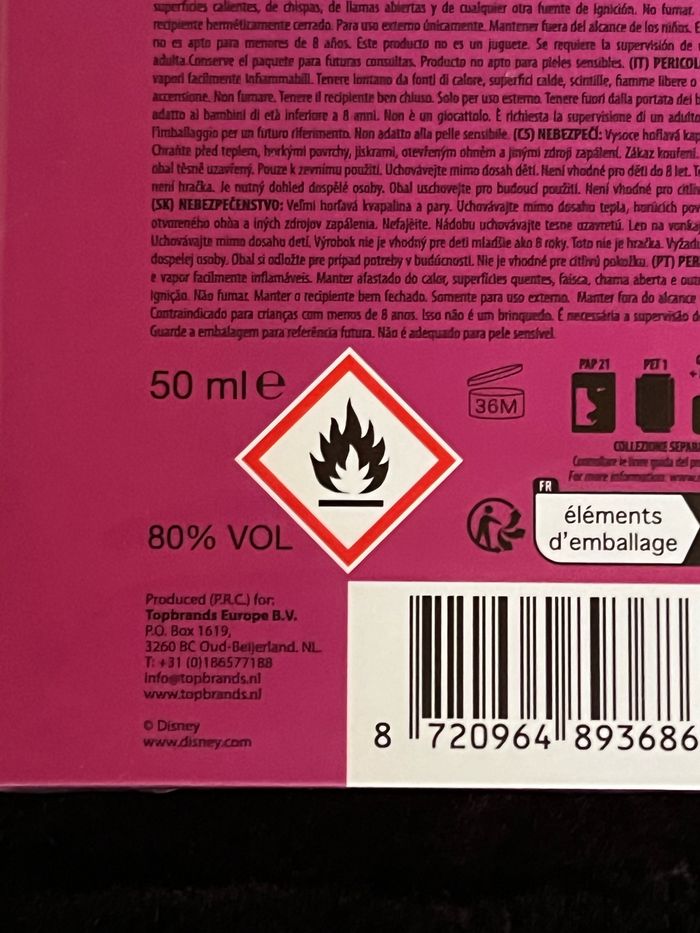 superficies calientes, de chispas, de llamas abiertas y de cualquier otra fuente de ignición. No fumar.
recipiente herméticamente cerrado. Para uso externo únicamente. Mantener fuera del alcance de los niños. E
no es apto para menores de 8 años. Este producto no es un juguete. Se requiere la supervisión de
adulta.Conserve el paquete para futuras consultas. Producto no apto para pieles sensibles. (IT) PERICOL
vapori facilmente infiammabili. Tenere lontano da fonti di calore, superfici calde, scintille, fiamme libere o
accensione. Non fumare. Tenere il recipiente ben chiuso. Solo per uso esterno. Tenere fuori dalla portata dei b
adatto ai bambini di età inferiore a 8 anni. Non è un giocattolo. È richiesta la supervisione di un adulto
l'imballaggio per un futuro riferimento. Non adatto alla pelle sensibile. (CS) NEBEZPEČÍ: Vysoce hořlavá kap
Chraňte před teplem, horkými povrchy, jiskrami, otevřeným ohněm a jinými zdroji zapálení. Zákaz kouření.
obal těsně uzavřený. Pouze k zevnímu použití. Uchovávejte mimo dosah dětí. Není vhodné pro děti do 8 let. T
není hračka. Je nutný dohled dospělé osoby. Obal uschovejte pro budoucí použití. Není vhodné pro citliv
(SK) NEBEZPEČENSTVO: Veľmi horľavá kvapalina a pary. Uchovávajte mimo dosahu tepla, horúcich pov
otvoreného ohňa a iných zdrojov zapálenia. Nefajčite. Nádobu uchovávajte tesne uzavretú. Len na vonkaj
Uchovávajte mimo dosahu detí. Výrobok nie je vhodný pre deti mladšie ako 8 roky. Toto nie je hračka. Vyžadu
dospelej osoby. Obal si odložte pre prípad potreby v budúcnosti. Nie je vhodné pre citlivú pokožku. (PT) PER
e vapor facilmente inflamáveis. Manter afastado do calor, superfícies quentes, faísca, chama aberta e out
ignição. Não fumar. Manter o recipiente bem fechado. Somente para uso externo. Manter fora do alcance
Contraindicado para crianças com menos de 8 anos. Isso não é um brinquedo. É necessária a supervisão d
Guarde a embalagem para referência futura. Não é adequado para pele sensível.
50 ml e
36M
PAP 21 PET 1
COLLEZIONE SEPAR
Controllare le linee guida del
For more information: www.
FR
éléments
d'emballage
80% VOL
Produced (P.R.C.) for:
Topbrands Europe B.V.
P.O. Box 1619,
3260 BC Oud-Beijerland. NL.
T: +31 (0)186577188
info@topbrands.nl
www.topbrands.nl
© Disney
www.disney.com
8 720964 893686